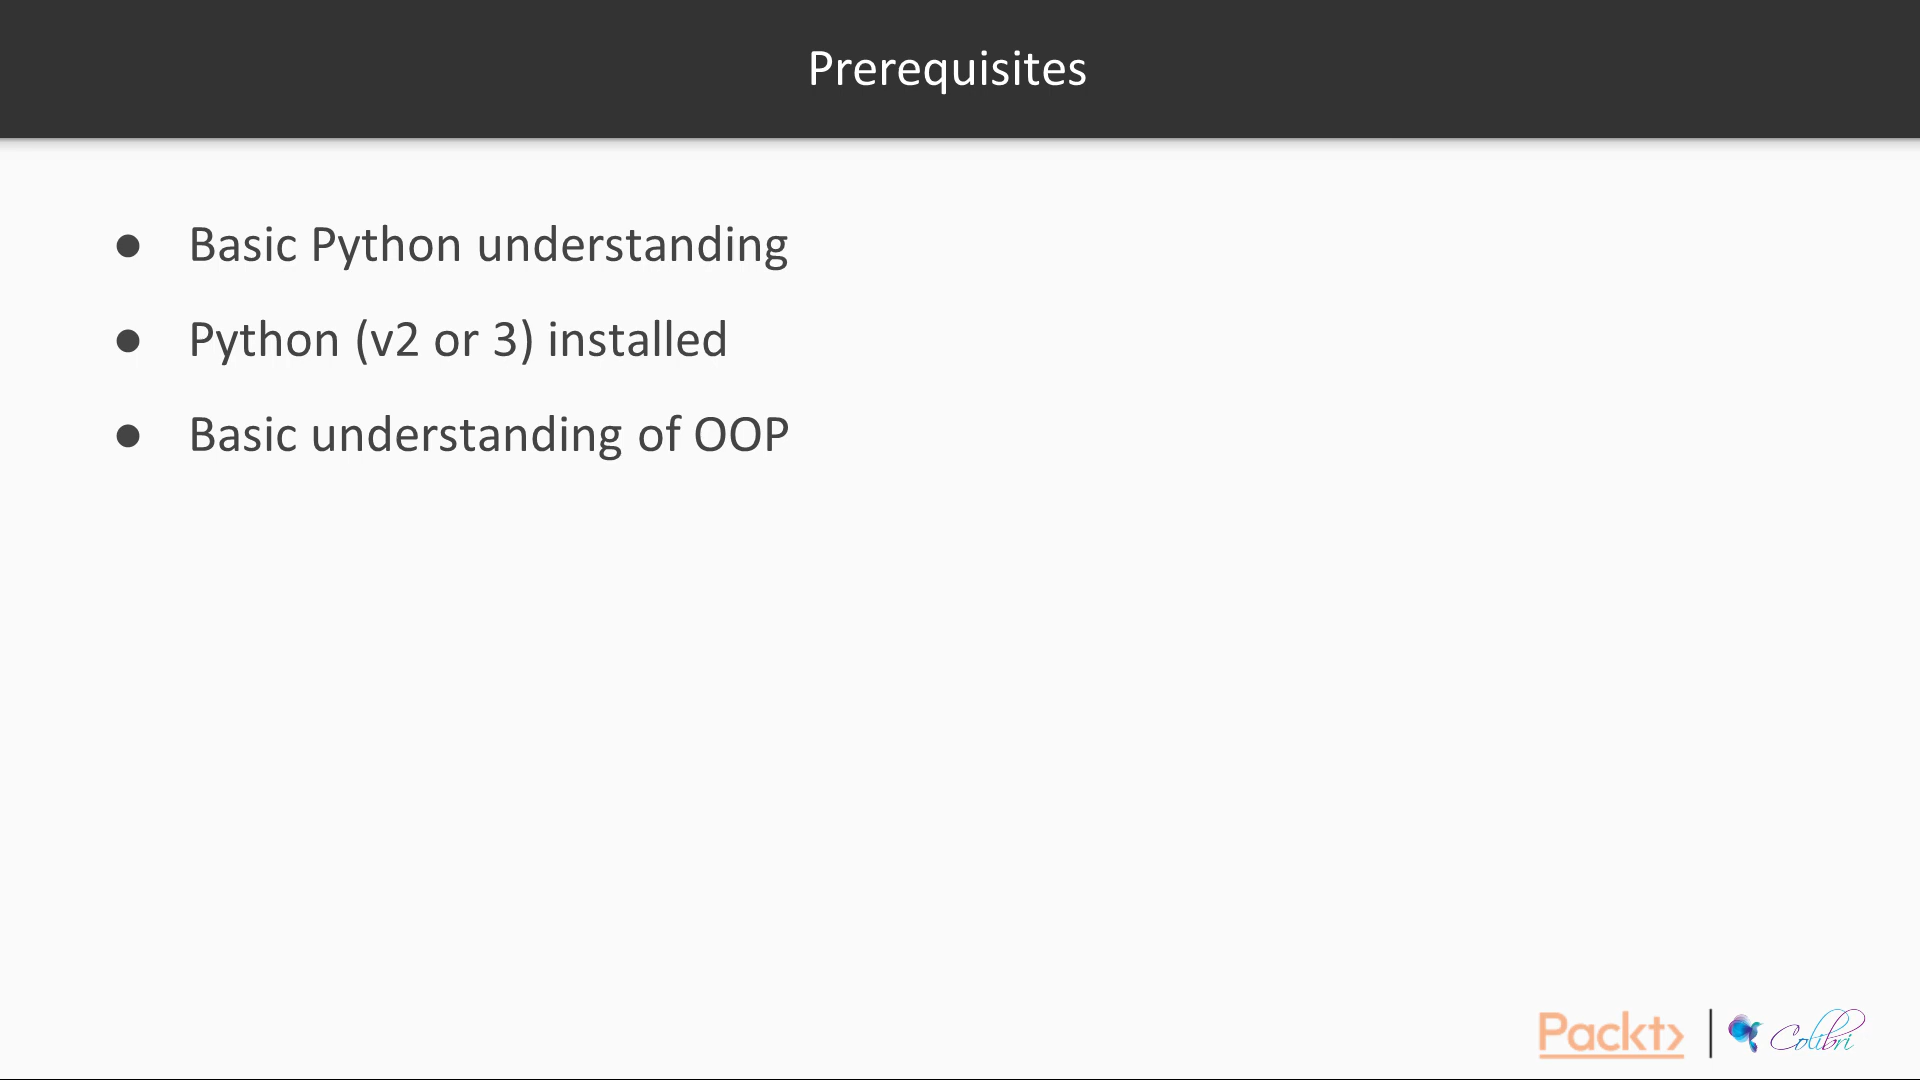 Prerequisites
● Basic Python understanding
● Python (v2 or 3) installed
● Basic understanding of OOP
Packt> | Colibri